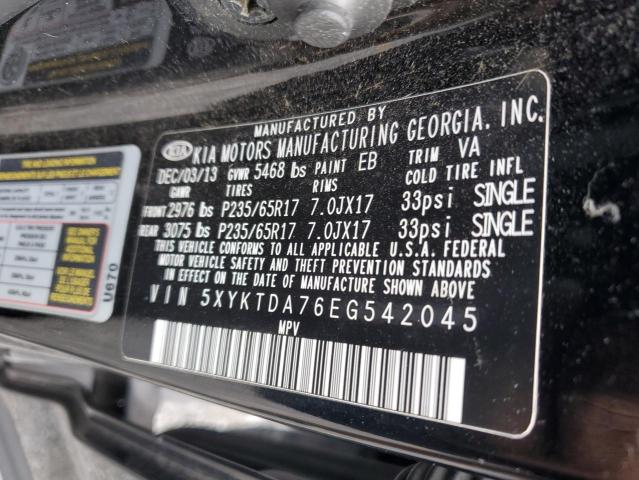 MANUFACTURED BY
KIA KIA MOTORS MANUFACTURING GEORGIA. INC.
DEC/03/13 GVWR 5468 lbs PAINT EB TRIM VA
GAWR TIRES RIMS COLD TIRE INFL
FRONT 2976 lbs P235/65R17 7.0JX17 33psi SINGLE
REAR 3075 lbs P235/65R17 7.0JX17 33psi SINGLE
THIS VEHICLE CONFORMS TO ALL APPLICABLE U.S.A. FEDERAL
MOTOR VEHICLE SAFETY AND THEFT PREVENTION STANDARDS
IN EFFECT ON THE DATE OF MANUFACTURE SHOWN ABOVE.
VIN 5XYKTDA76EG542045
MPV
U670